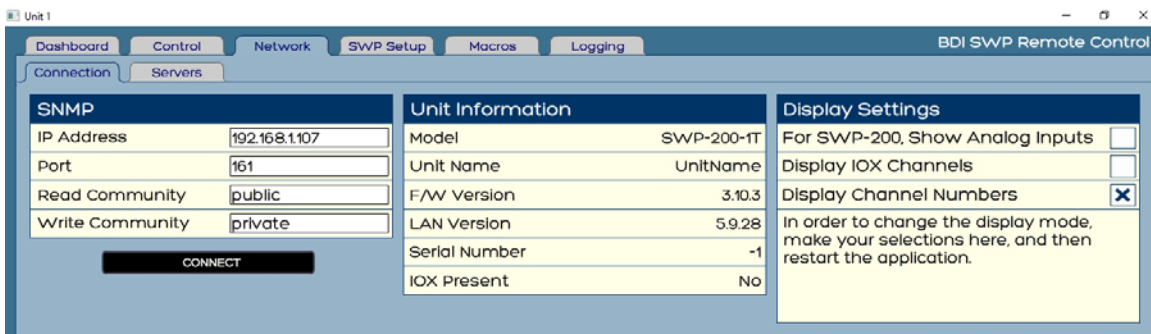 Unit 1
Dashboard Control Network SWP Setup Macros Logging BDI SWP Remote Control
Connection Servers
SNMP
IP Address 192.168.1.107
Port 161
Read Community public
Write Community private
CONNECT
Unit Information
Model SWP-200-1T
Unit Name UnitName
F/W Version 3.10.3
LAN Version 5.9.28
Serial Number -1
IOX Present No
Display Settings
For SWP-200, Show Analog Inputs
Display IOX Channels
Display Channel Numbers
In order to change the display mode,
make your selections here, and then
restart the application.